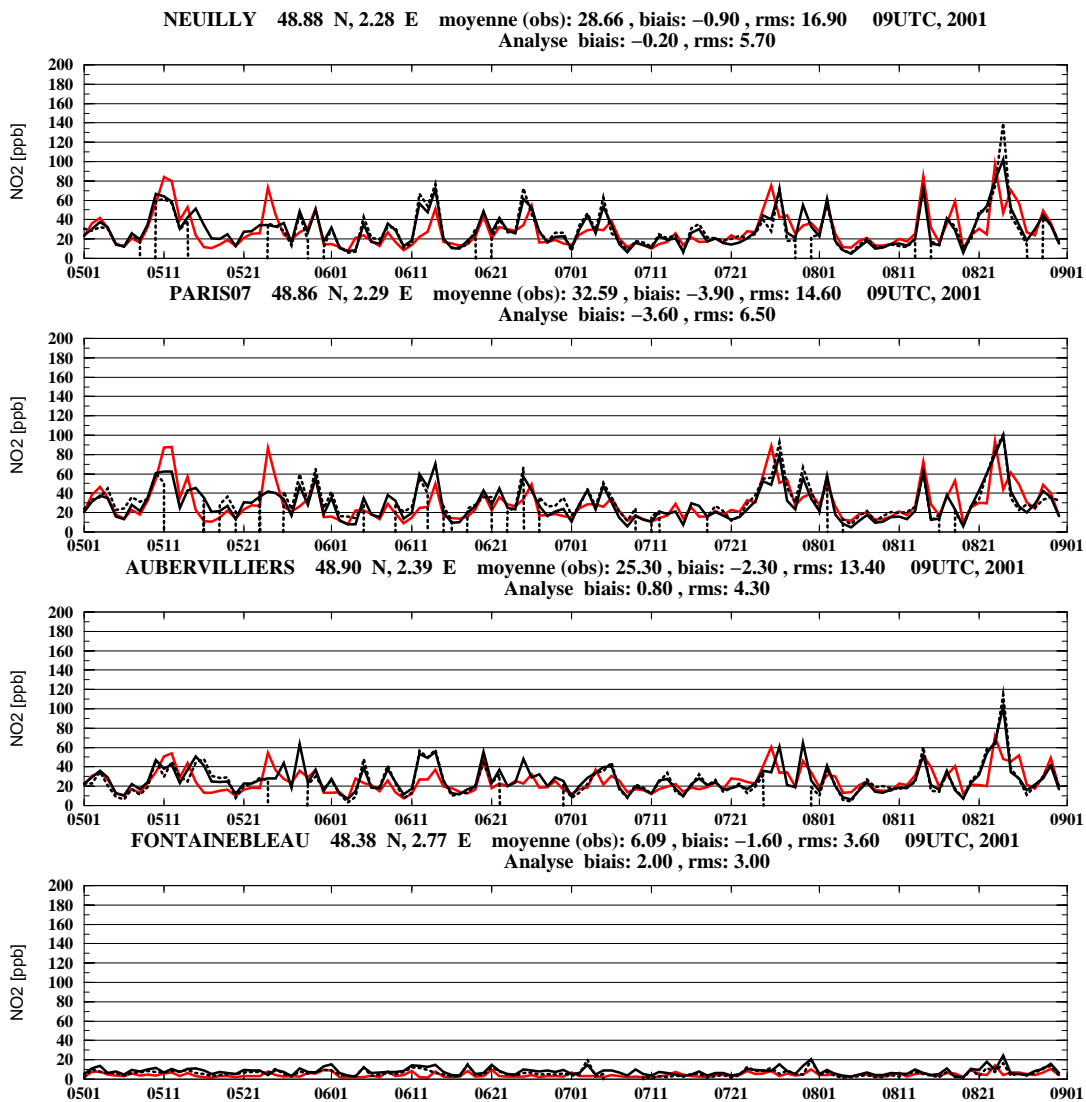 NEUILLY 48.88 N, 2.28 E moyenne (obs): 28.66 , biais: −0.90 , rms: 16.90 09UTC, 2001
Analyse biais: −0.20 , rms: 5.70
200
180
160
140
120
100
80
60
40
20
0
NO2 [ppb]
0501 0511 0521 0601 0611 0621 0701 0711 0721 0801 0811 0821 0901
PARIS07 48.86 N, 2.29 E moyenne (obs): 32.59 , biais: −3.90 , rms: 14.60 09UTC, 2001
Analyse biais: −3.60 , rms: 6.50
200
180
160
140
120
100
80
60
40
20
0
NO2 [ppb]
0501 0511 0521 0601 0611 0621 0701 0711 0721 0801 0811 0821 0901
AUBERVILLIERS 48.90 N, 2.39 E moyenne (obs): 25.30 , biais: −2.30 , rms: 13.40 09UTC, 2001
Analyse biais: 0.80 , rms: 4.30
200
180
160
140
120
100
80
60
40
20
0
NO2 [ppb]
0501 0511 0521 0601 0611 0621 0701 0711 0721 0801 0811 0821 0901
FONTAINEBLEAU 48.38 N, 2.77 E moyenne (obs): 6.09 , biais: −1.60 , rms: 3.60 09UTC, 2001
Analyse biais: 2.00 , rms: 3.00
200
180
160
140
120
100
80
60
40
20
0
NO2 [ppb]
0501 0511 0521 0601 0611 0621 0701 0711 0721 0801 0811 0821 0901